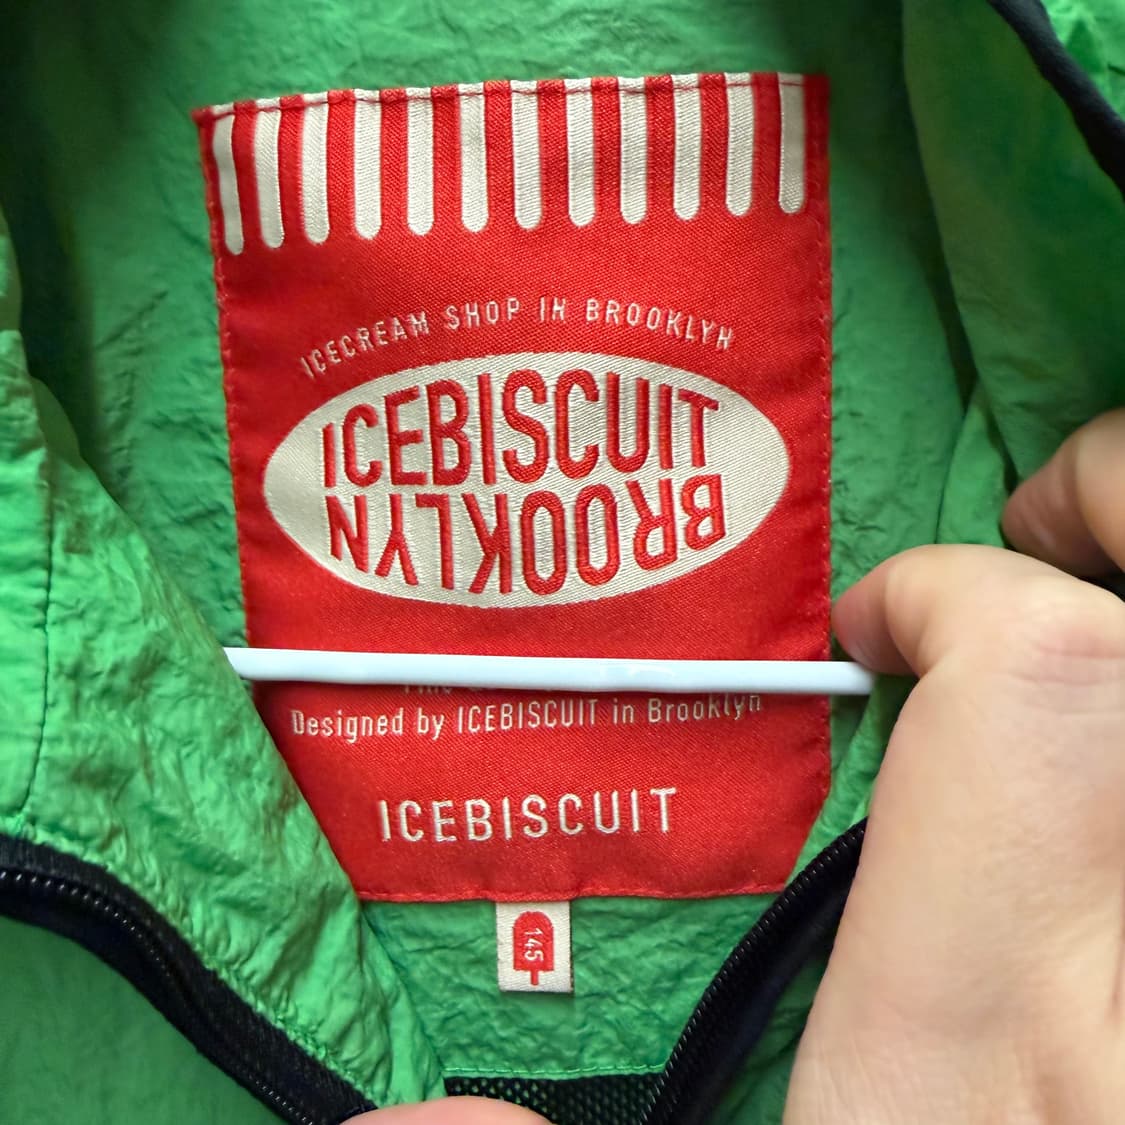 ICECREAM SHOP IN BROOKLYN
ICEBISCUIT
BROOKLYN
Designed by ICEBISCUIT in Brooklyn
ICEBISCUIT
145